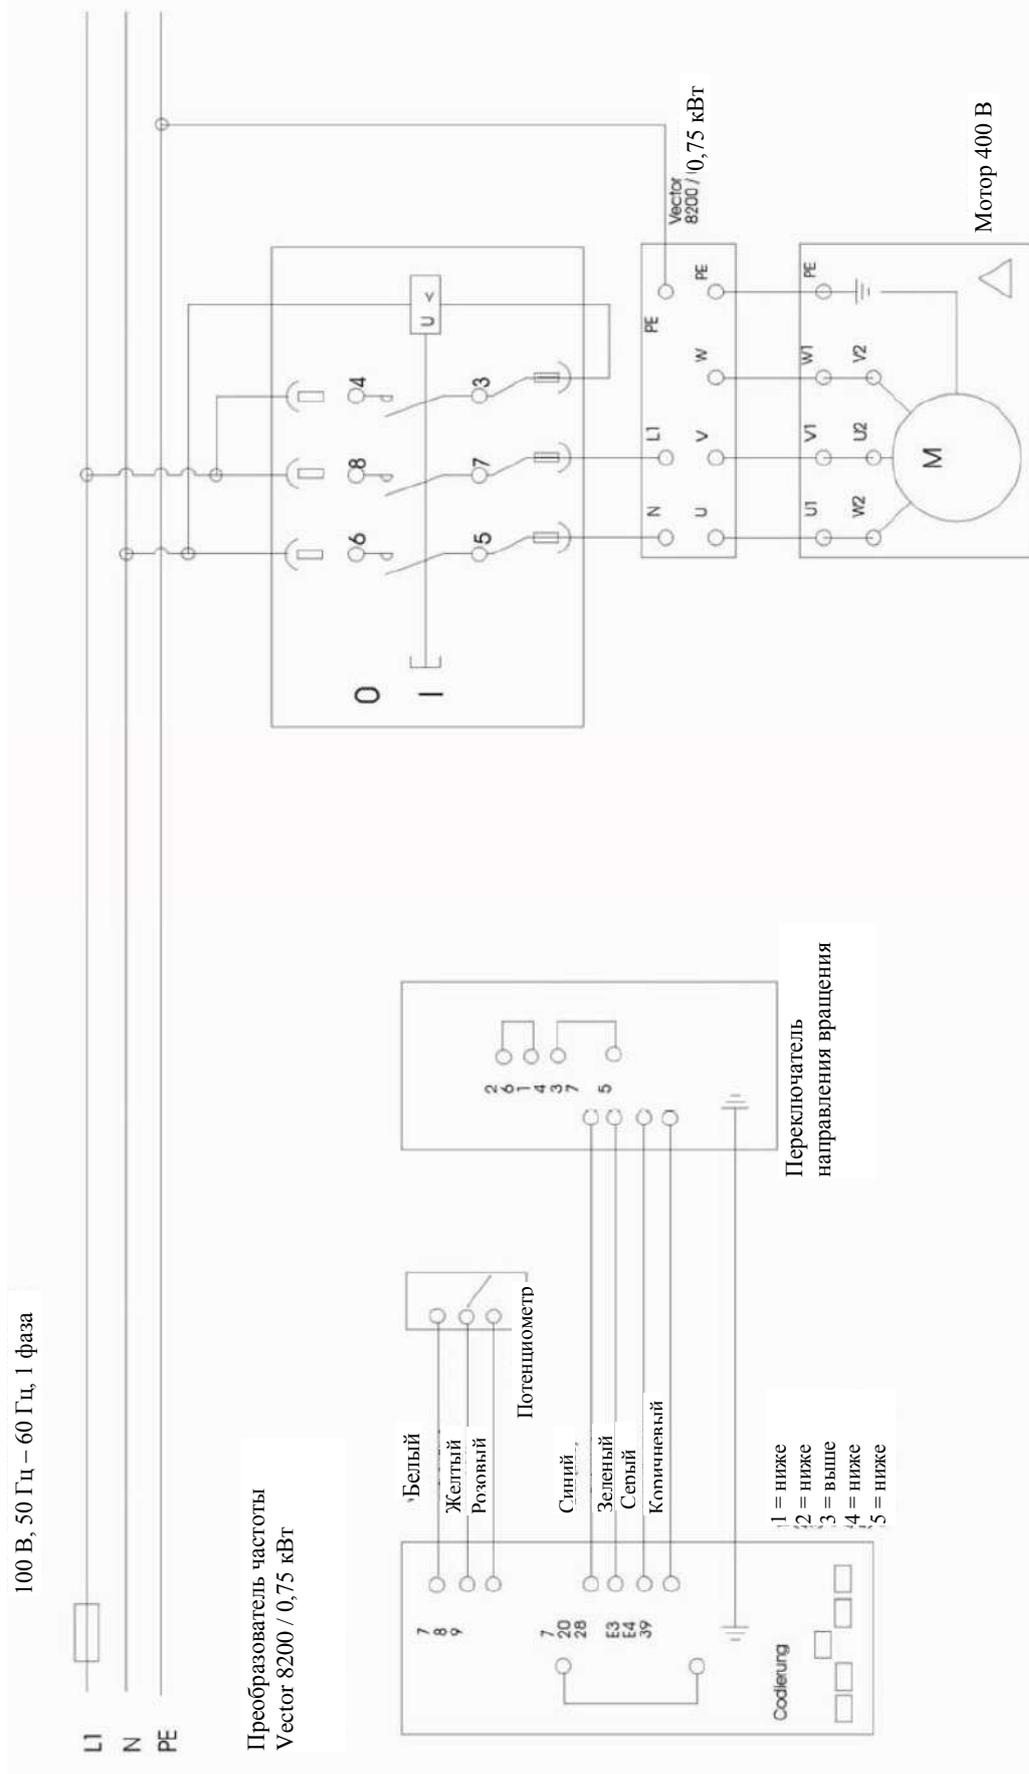 100 В, 50 Гц – 60 Гц, 1 фаза
L1
N
PE
Преобразователь частоты
Vector 8200 / 0,75 кВт
7
8
9
7
20
28
E3
E4
39
Codierung
Белый
Желтый
Розовый
Потенциометр
Синий
Зеленый
Серый
Коричневый
1 = ниже
2 = ниже
3 = выше
4 = ниже
5 = ниже
2
6
1
4
3
7
5
Переключатель
направления вращения
O
I
6
8
4
U <
5
7
3
Vector
8200 / 0,75 кВт
N
L1
PE
U
V
W
PE
U1
V1
W1
PE
W2
U2
V2
M
Мотор 400 В